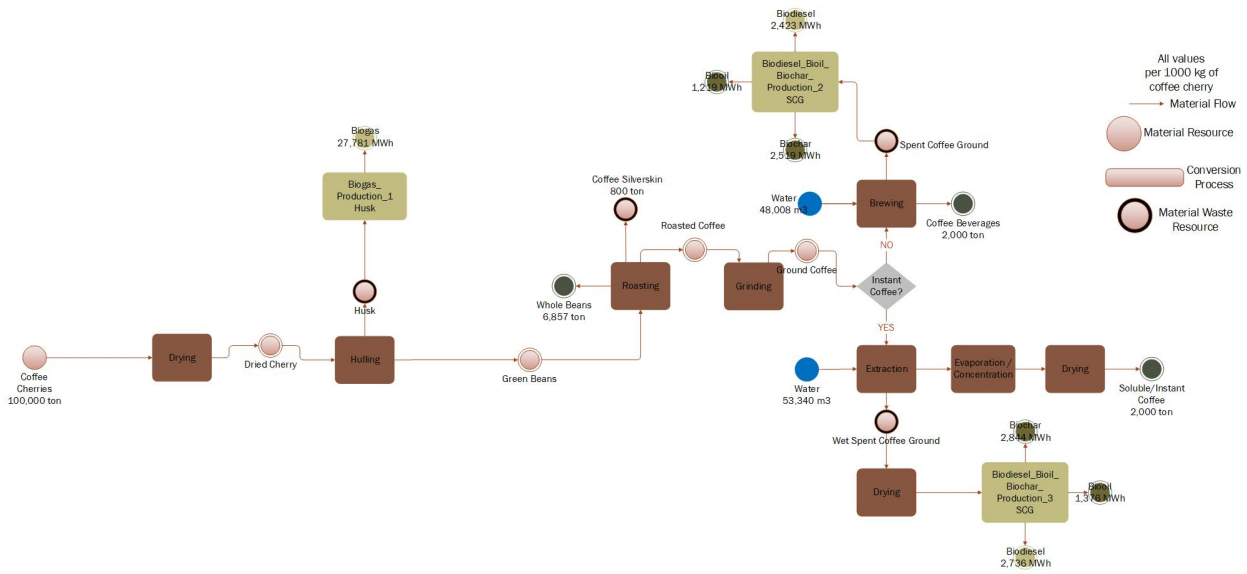 Biodiesel
2,423 MWh
Biodiesel_Bioil_
Biochar_
Production_2
SCG
Biooil
1,219 MWh
Biochar
2,519 MWh
Spent Coffee Ground
All values
per 1000 kg of
coffee cherry
Material Flow
Material Resource
Conversion
Process
Material Waste
Resource
Biogas
27,781 MWh
Biogas_
Production_1
Husk
Coffee Silverskin
800 ton
Water
48,008 m3
Brewing
Coffee Beverages
2,000 ton
Roasted Coffee
NO
Ground Coffee
Instant
Coffee?
Roasting
Grinding
Whole Beans
6,857 ton
Husk
YES
Coffee
Cherries
100,000 ton
Drying
Dried Cherry
Hulling
Green Beans
Water
53,340 m3
Extraction
Evaporation /
Concentration
Drying
Soluble/Instant
Coffee
2,000 ton
Wet Spent Coffee Ground
Biochar
2,844 MWh
Drying
Biodiesel_Bioil_
Biochar_
Production_3
SCG
Biooil
1,376 MWh
Biodiesel
2,736 MWh